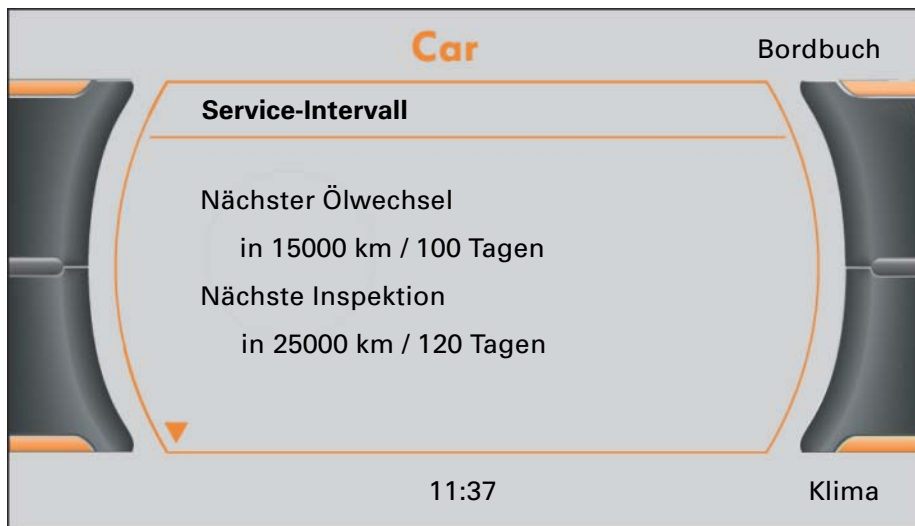 Car
Bordbuch
Service-Intervall
Nächster Ölwechsel
in 15000 km / 100 Tagen
Nächste Inspektion
in 25000 km / 120 Tagen
11:37
Klima